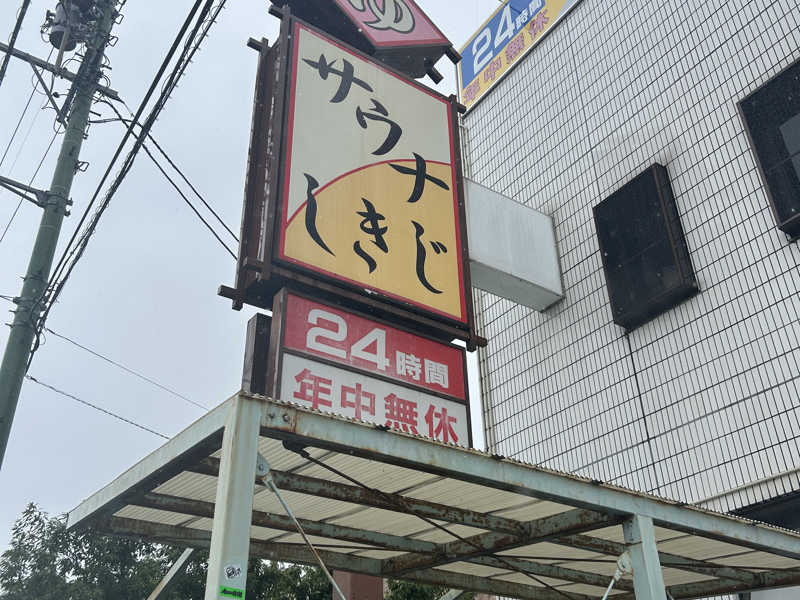 ゆ
サウナ
しきじ
24時間
年中無休
24時間
年中無休